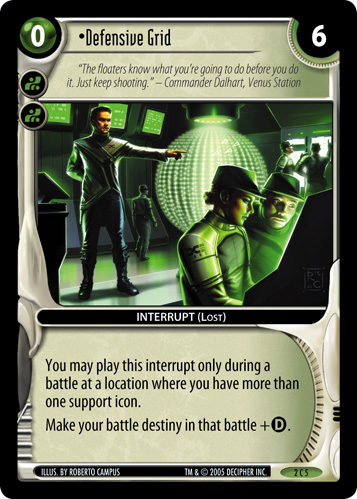 0 •Defensive Grid 6
"The floaters know what you're going to do before you do
it. Just keep shooting." – Commander Dalhart, Venus Station
INTERRUPT (LOST)
You may play this interrupt only during a
battle at a location where you have more than
one support icon.
Make your battle destiny in that battle +D.
ILLUS. BY ROBERTO CAMPUS TM & © 2005 DECIPHER INC. 2 C 5